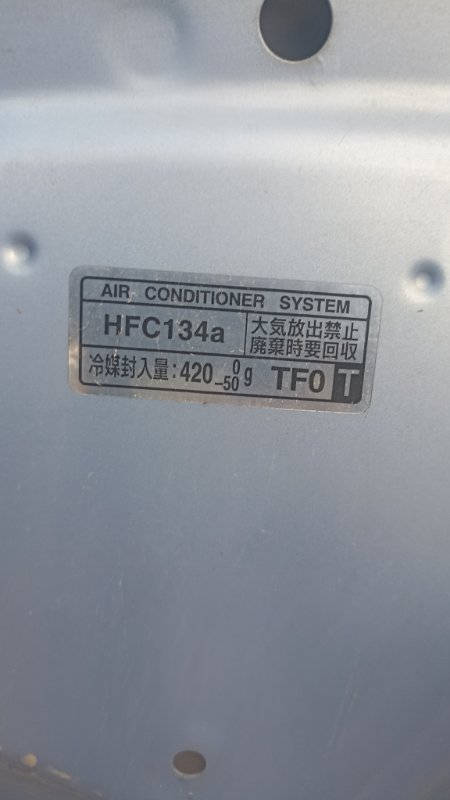 AIR CONDITIONER SYSTEM
HFC134a
大気放出禁止
廃棄時要回収
冷媒封入量:420 0 -50 g TF0 T